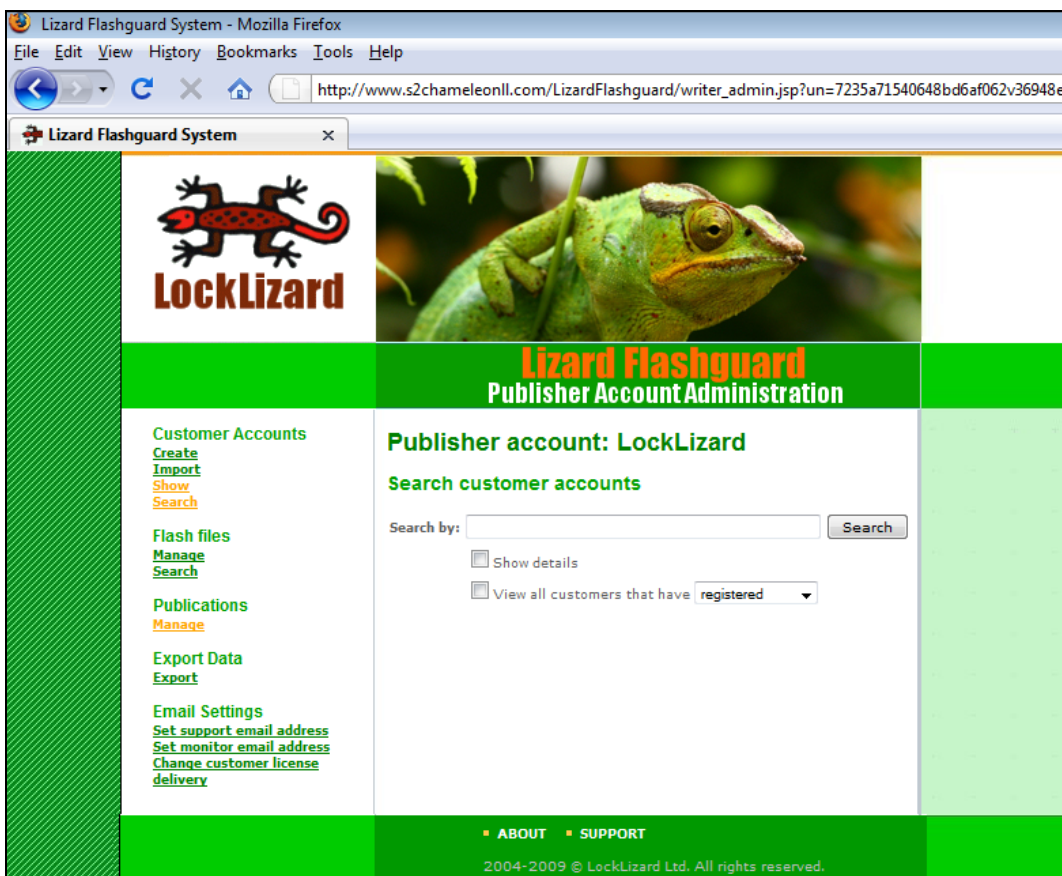 Lizard Flashguard System - Mozilla Firefox
File Edit View History Bookmarks Tools Help
http://www.s2chameleonll.com/LizardFlashguard/writer_admin.jsp?un=7235a71540648bd6af062v36948e
Lizard Flashguard System
LockLizard
Lizard Flashguard
Publisher Account Administration
Customer Accounts
Create
Import
Show
Search
Flash files
Manage
Search
Publications
Manage
Export Data
Export
Email Settings
Set support email address
Set monitor email address
Change customer license
delivery
Publisher account: LockLizard
Search customer accounts
Search by: Search
Show details
View all customers that have registered
ABOUT SUPPORT
2004-2009 © LockLizard Ltd. All rights reserved.